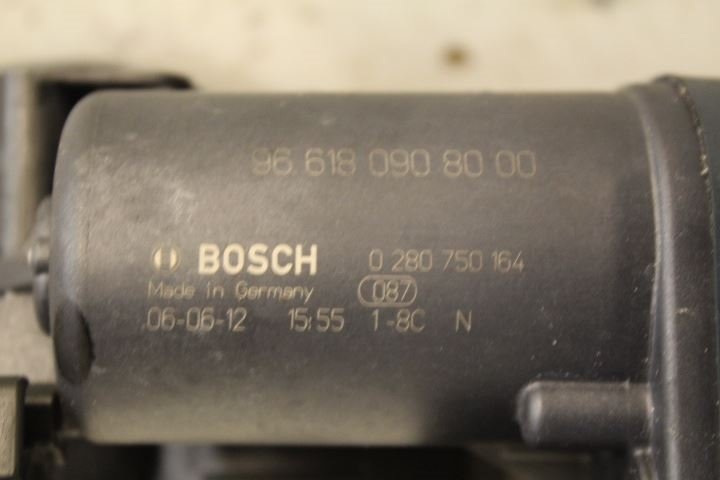 96 618 090 80 00
BOSCH 0 280 750 164
Made in Germany 087
06-06-12 15:55 1-8C N